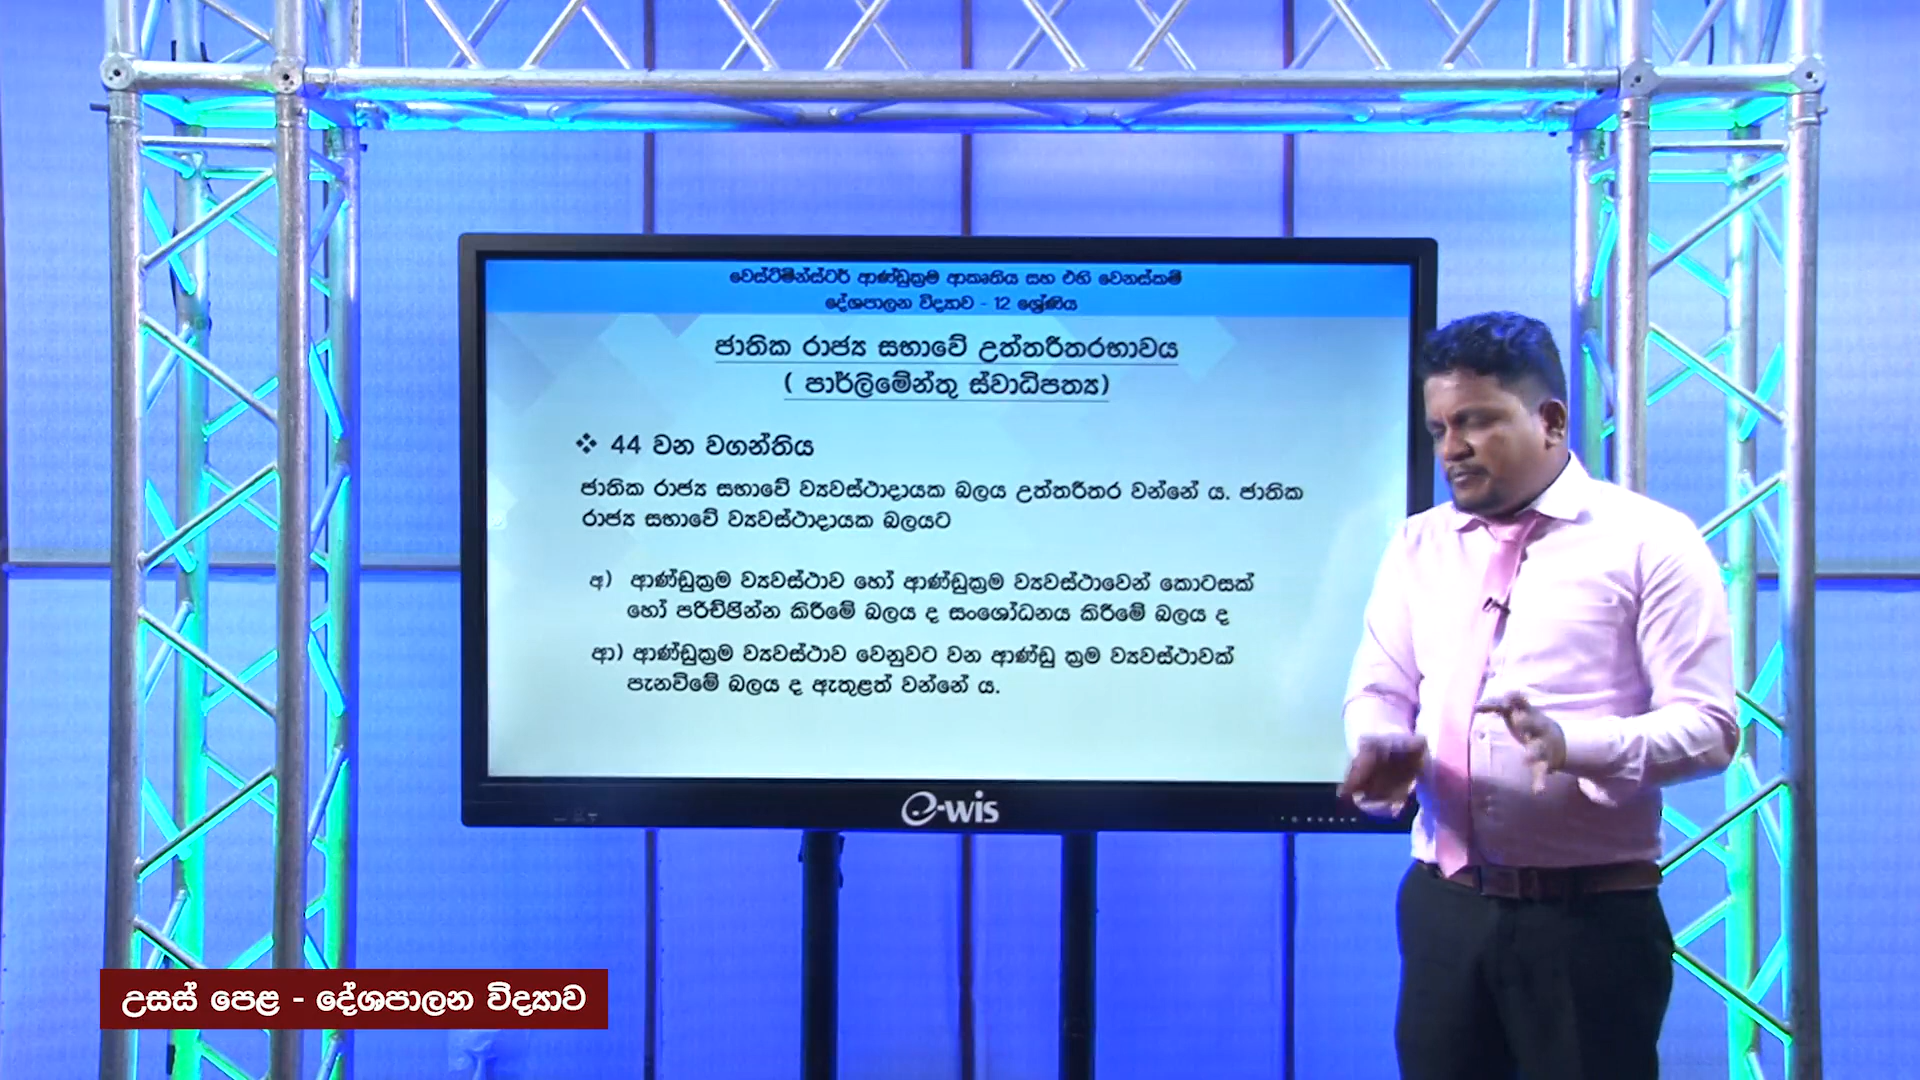 වෙස්ට්මින්ස්ටර් ආණ්ඩුක්‍රම ආකෘතිය සහ එහි වෙනස්කම්
දේශපාලන විද්‍යාව - 12 ශ්‍රේණිය
ජාතික රාජ්‍ය සභාවේ උත්තරීතරභාවය
( පාර්ලිමේන්තු ස්වාධිපත්‍ය)
❖ 44 වන වගන්තිය
ජාතික රාජ්‍ය සභාවේ ව්‍යවස්ථාදායක බලය උත්තරීතර වන්නේ ය. ජාතික
රාජ්‍ය සභාවේ ව්‍යවස්ථාදායක බලයට
අ) ආණ්ඩුක්‍රම ව්‍යවස්ථාව හෝ ආණ්ඩුක්‍රම ව්‍යවස්ථාවෙන් කොටසක්
හෝ පරිච්ඡින්න කිරීමේ බලය ද සංශෝධනය කිරීමේ බලය ද
ආ) ආණ්ඩුක්‍රම ව්‍යවස්ථාව වෙනුවට වන ආණ්ඩු ක්‍රම ව්‍යවස්ථාවක්
පැනවීමේ බලය ද ඇතුළත් වන්නේ ය.
e-wis
උසස් පෙළ - දේශපාලන විද්‍යාව